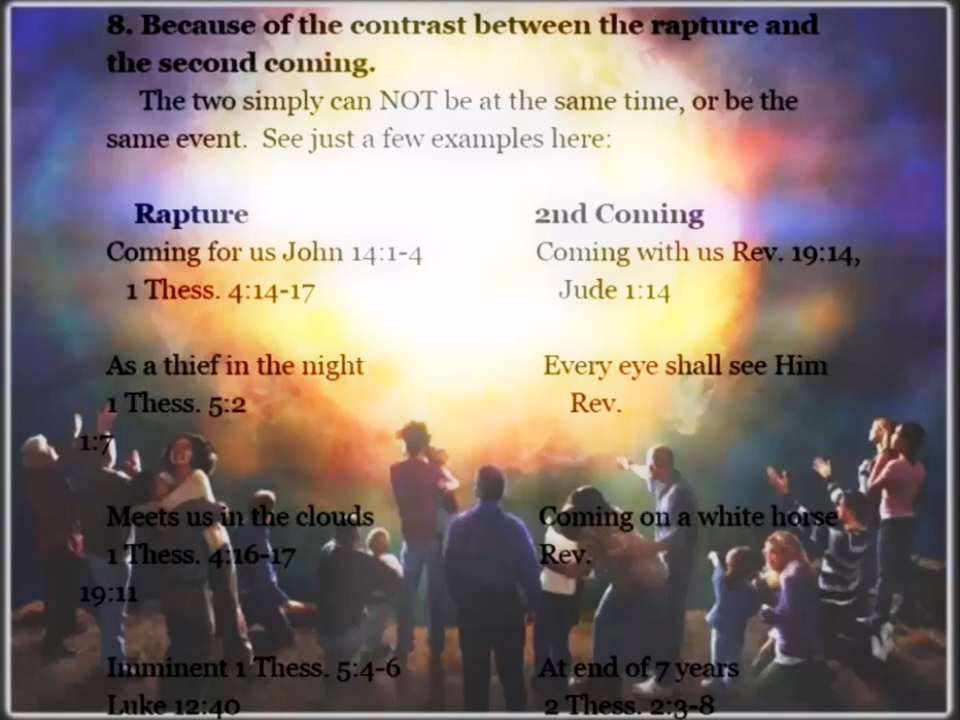 8. Because of the contrast between the rapture and
the second coming.
The two simply can NOT be at the same time, or be the
same event. See just a few examples here:
Rapture 2nd Coming
Coming for us John 14:1-4 Coming with us Rev. 19:14,
1 Thess. 4:14-17 Jude 1:14
As a thief in the night Every eye shall see Him
1 Thess. 5:2 Rev.
1:7
Meets us in the clouds Coming on a white horse
1 Thess. 4:16-17 Rev.
19:11
Imminent 1 Thess. 5:4-6 At end of 7 years
Luke 12:40 2 Thess. 2:3-8